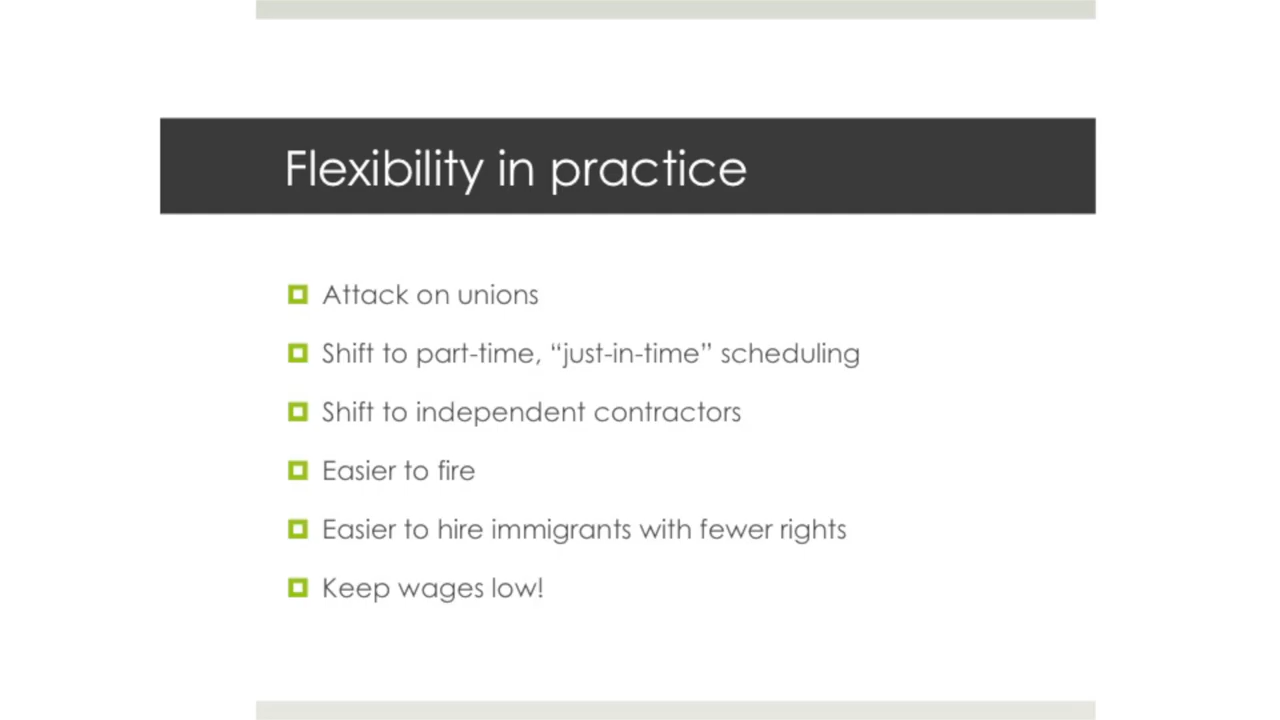 Flexibility in practice
Attack on unions
Shift to part-time, “just-in-time” scheduling
Shift to independent contractors
Easier to fire
Easier to hire immigrants with fewer rights
Keep wages low!